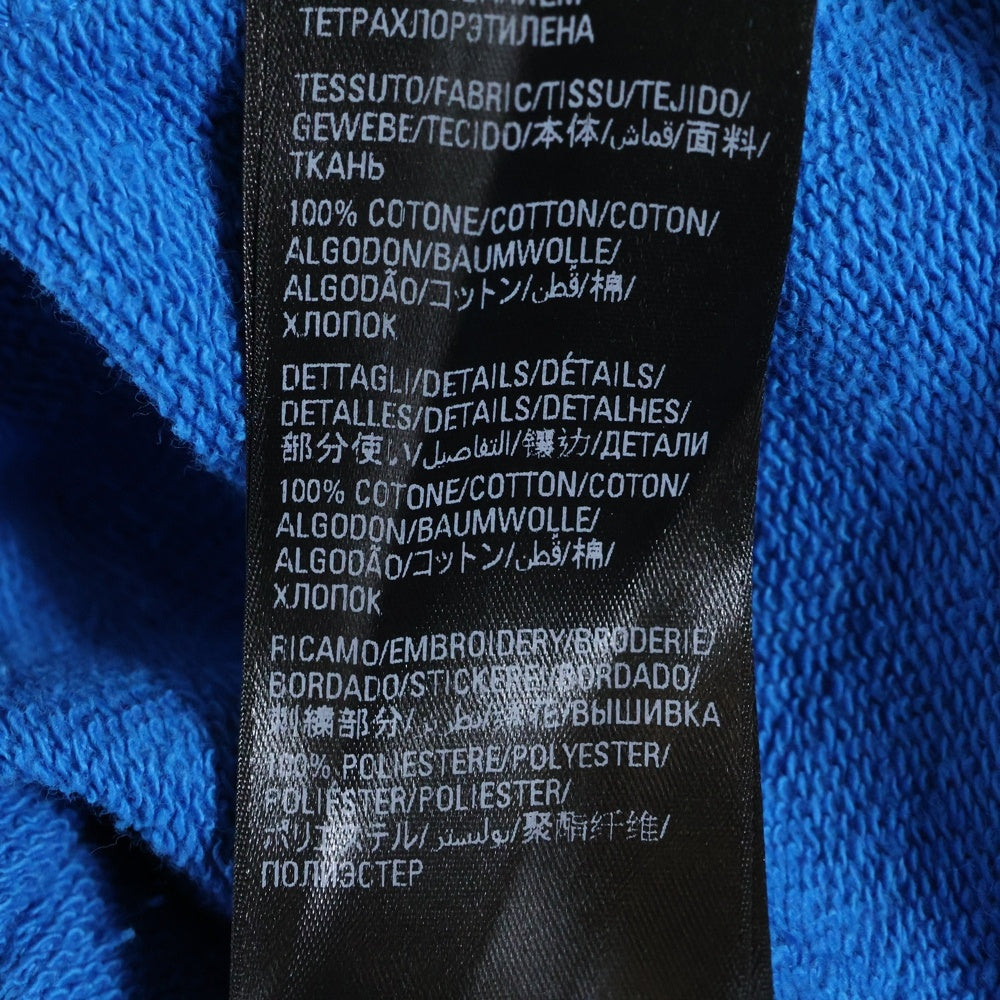 ТЕТРАХЛОРЭТИЛЕНА
TESSUTO/FABRIC/TISSU/TEJIDO/
GEWEBE/TECIDO/本体/قماش/面料/
ТКАНЬ
100% COTONE/COTTON/COTON/
ALGODON/BAUMWOLLE/
ALGODÃO/コットン/قطن/棉/
ХЛОПОК
DETTAGLI/DETAILS/DÉTAILS/
DETALLES/DETAILS/DETALHES/
部分使い/التفاصيل/镶边/ДЕТАЛИ
100% COTONE/COTTON/COTON/
ALGODON/BAUMWOLLE/
ALGODÃO/コットン/قطن/棉/
ХЛОПОК
RICAMO/EMBROIDERY/BRODERIE/
BORDADO/STICKEREI/BORDADO/
刺繍部分/تطريز/绣花/ВЫШИВКА
100% POLIESTERE/POLYESTER/
POLIESTER/POLIESTER/
ポリエステル/بوليستر/聚酯纤维/
ПОЛИЭСТЕР